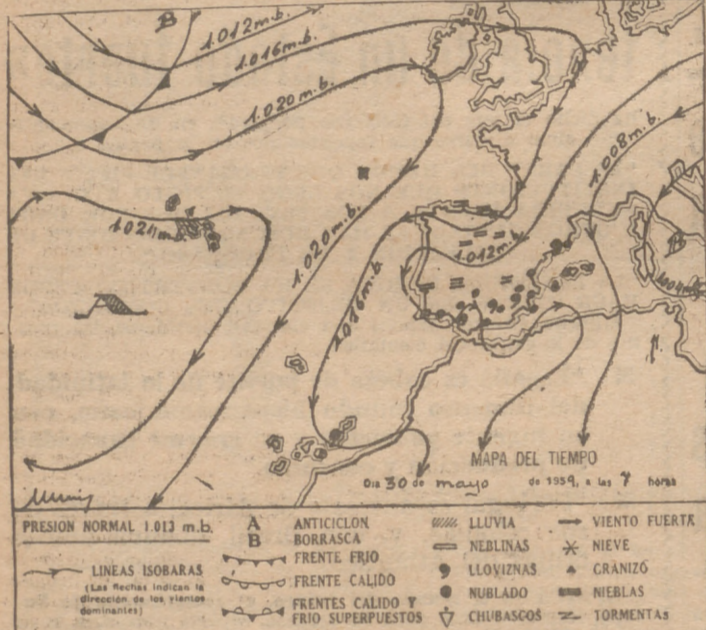 B
1.012 m.b.
1.016 m.b.
1.020 m.b.
1.008 m.b.
1.024 m.b.
1.020 m.b.
1.012 m.b.
B
1.016 m.b.
A
MAPA DEL TIEMPO
Dia 30 de mayo de 1959, a las 7 horas
PRESION NORMAL 1.013 m.b.
LINEAS ISOBARAS
(Las flechas indican la
dirección de los vientos
dominantes)
A ANTICICLON
B BORRASCA
FRENTE FRIO
FRENTE CALIDO
FRENTES CALIDO Y
FRIO SUPERPUESTOS
LLUVIA
NEBLINAS
LLOVIZNAS
NUBLADO
CHUBASCOS
VIENTO FUERTE
NIEVE
GRANIZO
NIEBLAS
TORMENTAS